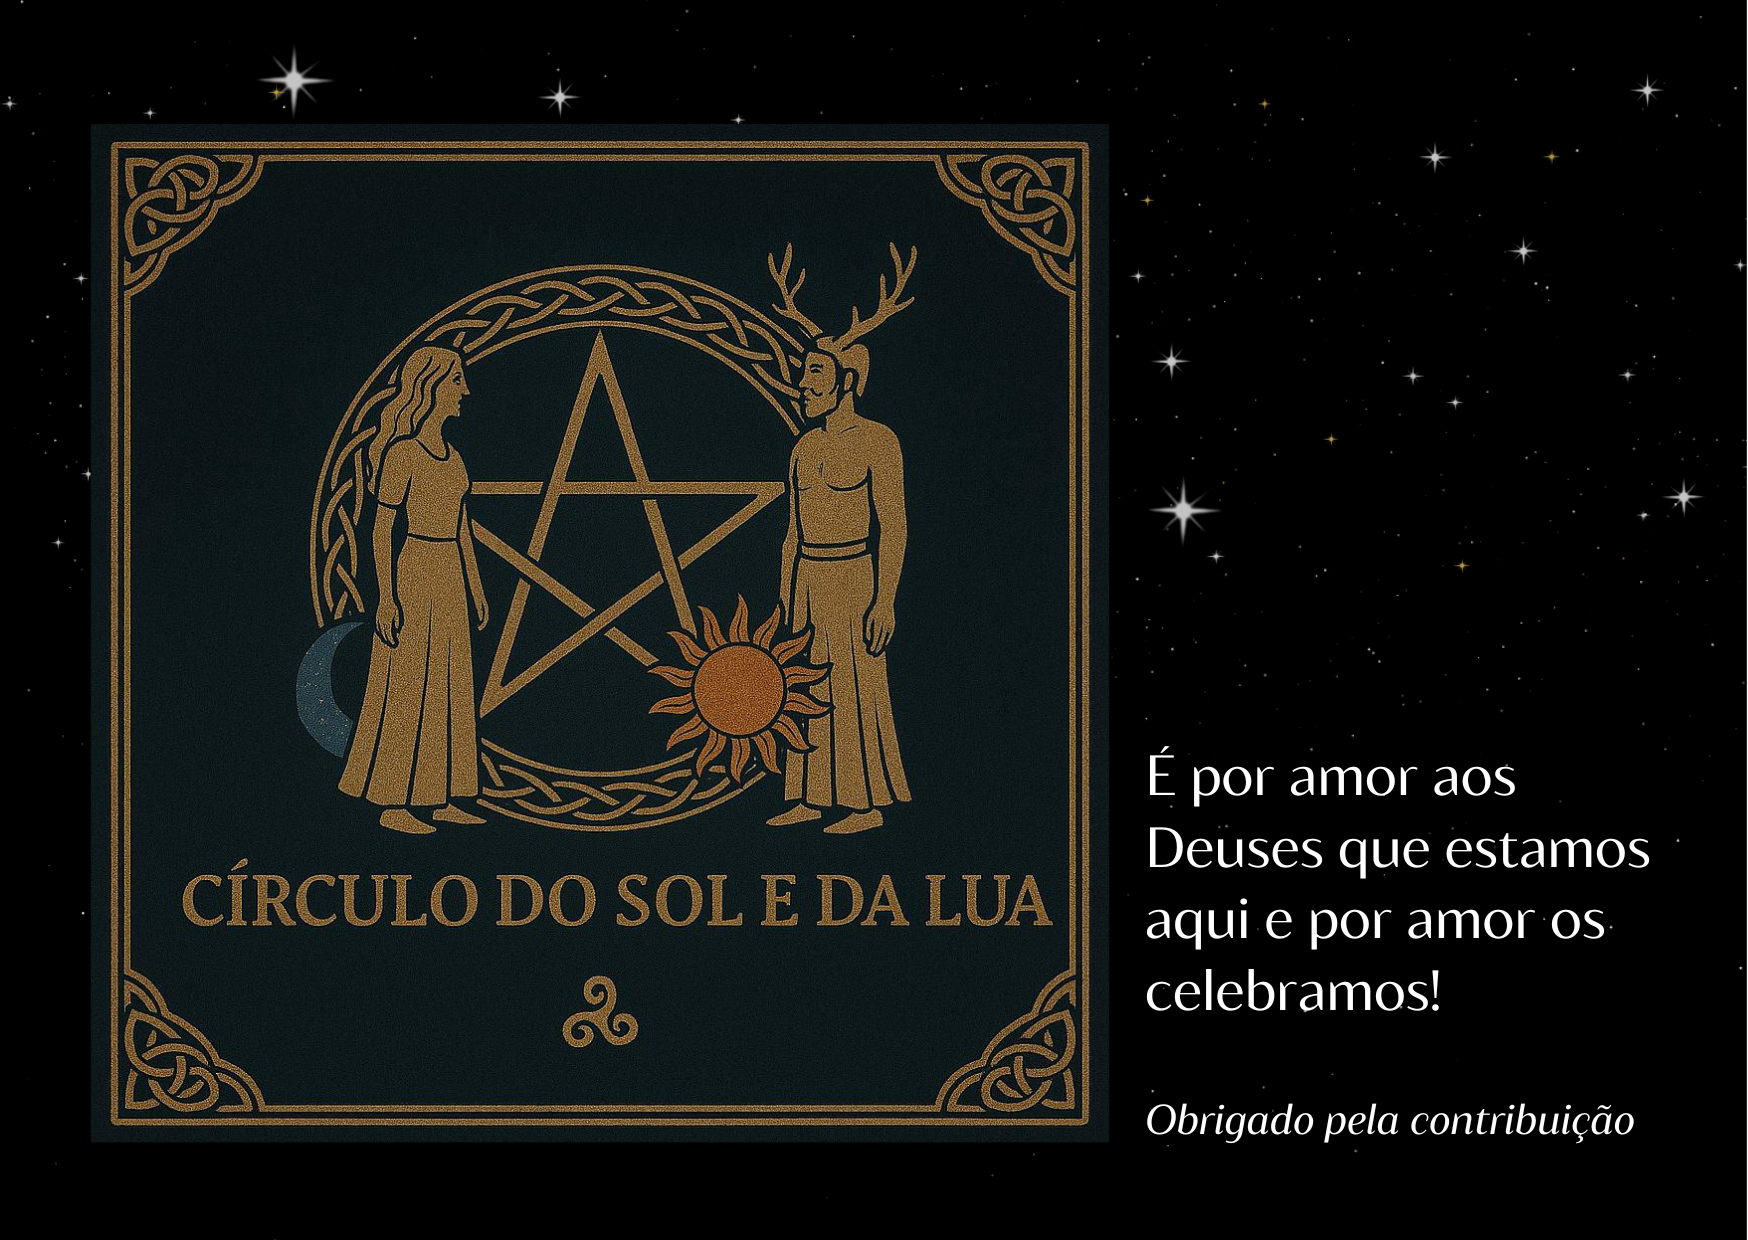 CÍRCULO DO SOL E DA LUA
É por amor aos
Deuses que estamos
aqui e por amor os
celebramos!
Obrigado pela contribuição